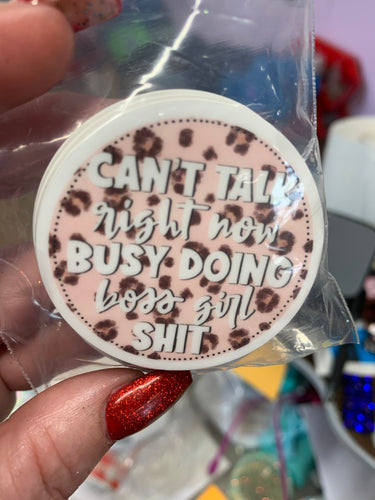 CAN'T TALK
right now
BUSY DOING
boss girl
SHIT